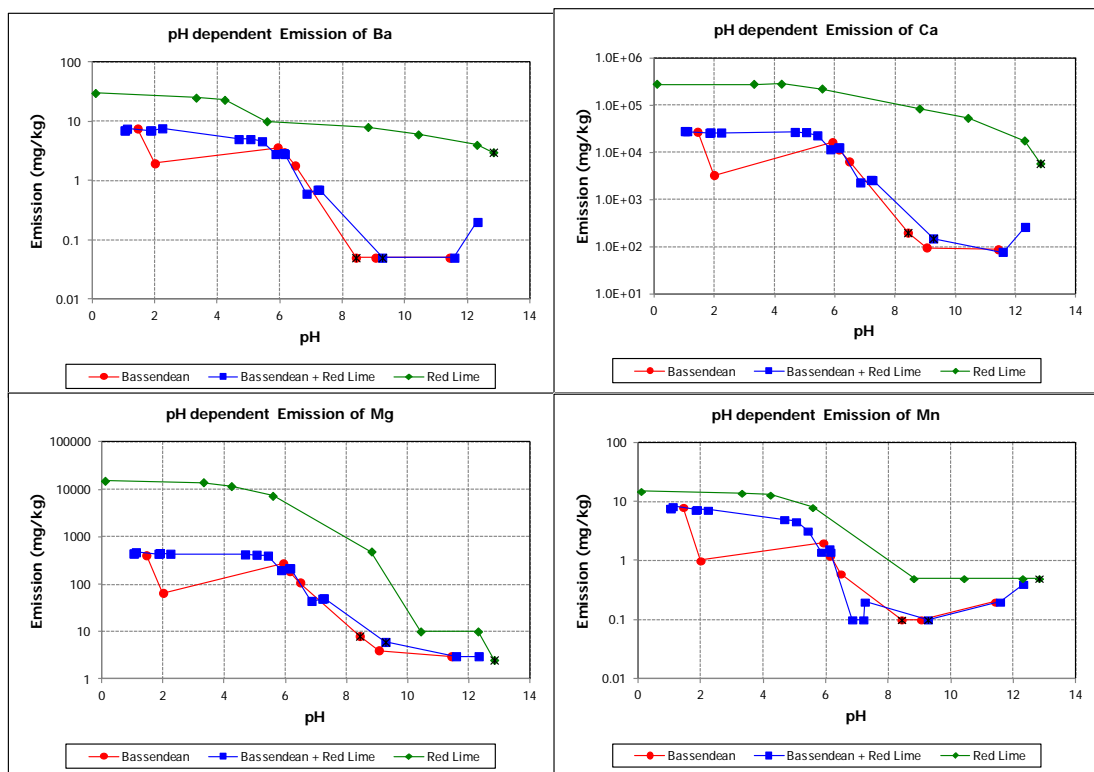 pH dependent Emission of Ba
Emission (mg/kg)
100
10
1
0.1
0.01
0 2 4 6 8 10 12 14
pH
Bassendean Bassendean + Red Lime Red Lime
pH dependent Emission of Ca
Emission (mg/kg)
1.0E+06
1.0E+05
1.0E+04
1.0E+03
1.0E+02
1.0E+01
0 2 4 6 8 10 12 14
pH
Bassendean Bassendean + Red Lime Red Lime
pH dependent Emission of Mg
Emission (mg/kg)
100000
10000
1000
100
10
1
0 2 4 6 8 10 12 14
pH
Bassendean Bassendean + Red Lime Red Lime
pH dependent Emission of Mn
Emission (mg/kg)
100
10
1
0.1
0.01
0 2 4 6 8 10 12 14
pH
Bassendean Bassendean + Red Lime Red Lime